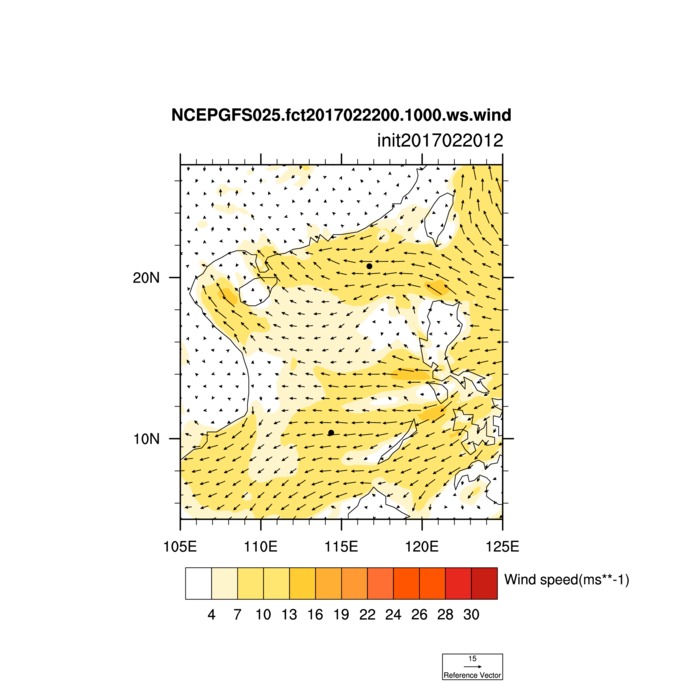 NCEPGFS025.fct2017022200.1000.ws.wind
init2017022012
20N
10N
105E 110E 115E 120E 125E
Wind speed(ms**-1)
4 7 10 13 16 19 22 24 26 28 30
15
Reference Vector